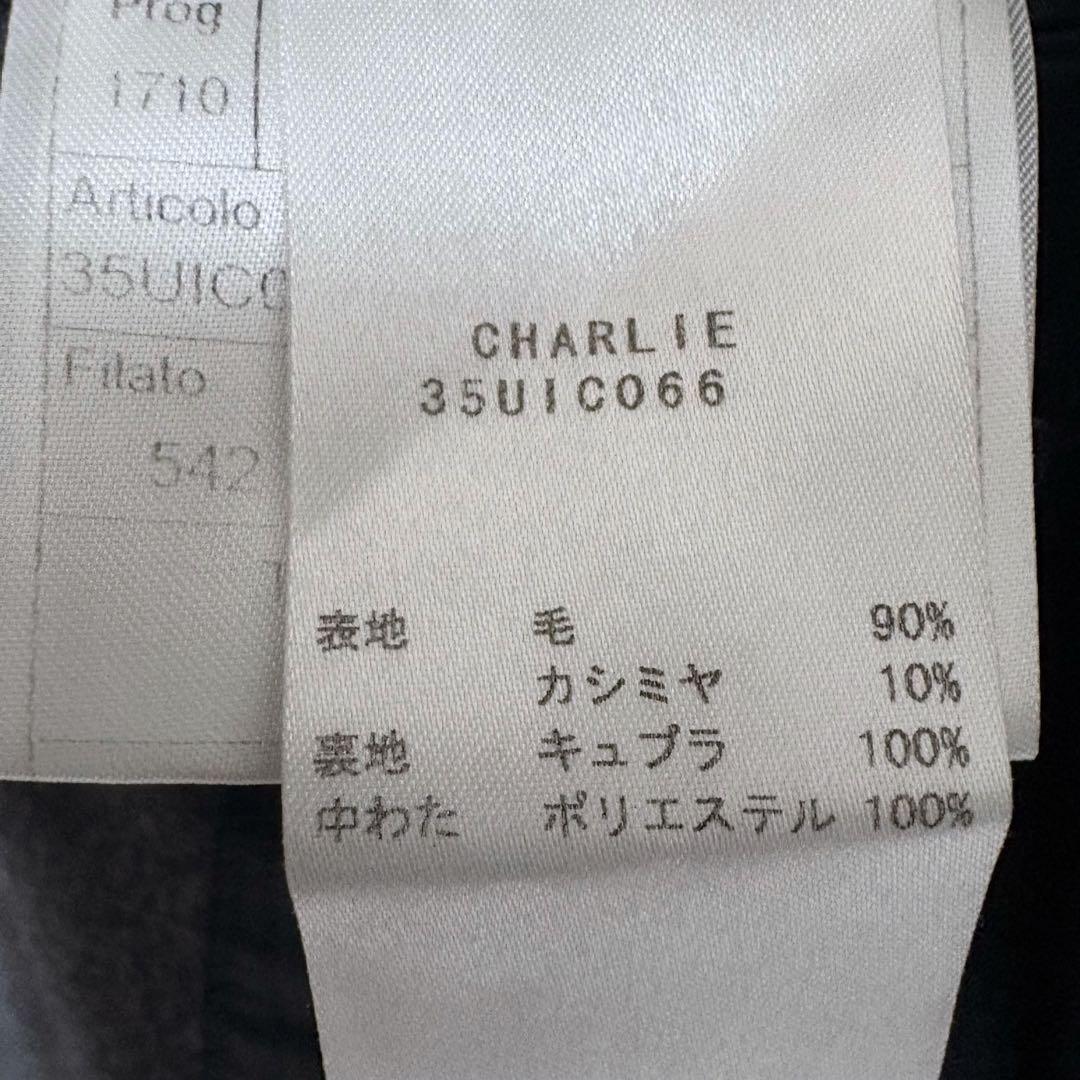 Prog
1710
Articolo
35UIC0
Filato
542
CHARLIE
35UIC066
表地 毛 90%
カシミヤ 10%
裏地 キュプラ 100%
中わた ポリエステル 100%